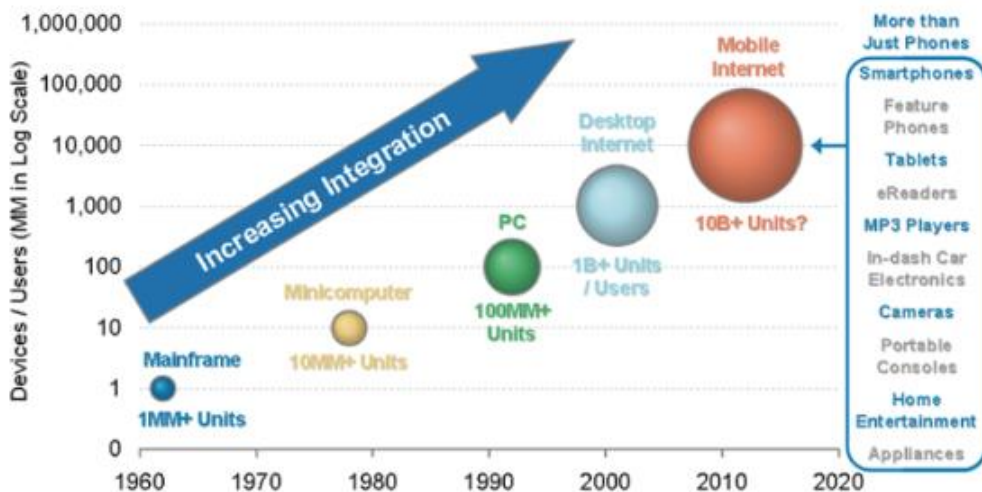 Devices / Users (MM in Log Scale)
1,000,000
100,000
10,000
1,000
100
10
1
0
1960
1970
1980
1990
2000
2010
2020
Increasing Integration
Mainframe
1MM+ Units
Minicomputer
10MM+ Units
PC
100MM+
Units
Desktop
Internet
1B+ Units
/ Users
Mobile
Internet
10B+ Units?
More than
Just Phones
Smartphones
Feature
Phones
Tablets
eReaders
MP3 Players
In-dash Car
Electronics
Cameras
Portable
Consoles
Home
Entertainment
Appliances